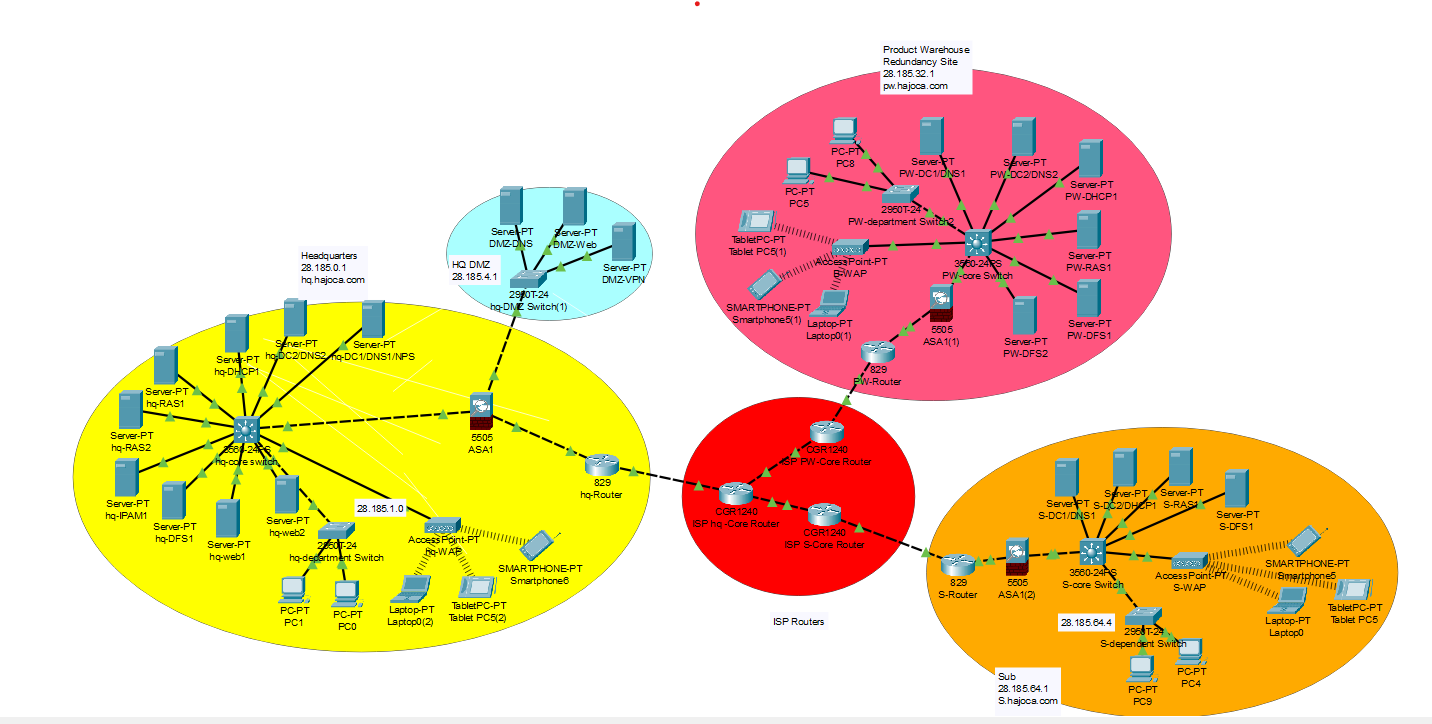 Product Warehouse
Redundancy Site
28.185.32.1
pw.hajoca.com
PC-PT
PC8
PC-PT
PC5
Server-PT
PW-DC1/DNS1
Server-PT
PW-DC2/DNS2
Server-PT
PW-DHCP1
2950T-24
PW-department Switch2
TabletPC-PT
Tablet PC5(1)
AccessPoint-PT
3560-24PS
PW-core Switch
Server-PT
PW-RAS1
SMARTPHONE-PT
Smartphone5(1)
Laptop-PT
Laptop0(1)
5505
ASA1(1)
Server-PT
PW-DFS2
Server-PT
PW-DFS1
829
PW-Router
HQ DMZ
28.185.4.1
Server-PT
DMZ-DNS
Server-PT
DMZ-Web
Server-PT
DMZ-VPN
2950T-24
hq-DMZ Switch(1)
Headquarters
28.185.0.1
hq.hajoca.com
Server-PT
hq-DHCP1
Server-PT
hq-DC2/DNS2
Server-PT
hq-DC1/DNS1/NPS
Server-PT
hq-RAS1
Server-PT
hq-RAS2
3560-24PS
hq-core switch
5505
ASA1
829
hq-Router
Server-PT
hq-IPAM1
Server-PT
hq-DFS1
Server-PT
hq-web1
Server-PT
hq-web2
28.185.1.0
2950T-24
hq-department Switch
AccessPoint-PT
hq-WAP
SMARTPHONE-PT
Smartphone6
PC-PT
PC1
PC-PT
PC0
Laptop-PT
Laptop0(2)
TabletPC-PT
Tablet PC5(2)
CGR1240
ISP PW-Core Router
CGR1240
ISP hq-Core Router
CGR1240
ISP S-Core Router
ISP Routers
829
S-Router
5505
ASA1(2)
Server-PT
S-DC1/DNS1
Server-PT
S-DC2/DHCP1
Server-PT
S-RAS1
Server-PT
S-DFS1
3560-24PS
S-core Switch
AccessPoint-PT
S-WAP
SMARTPHONE-PT
Smartphone5
Laptop-PT
Laptop0
TabletPC-PT
Tablet PC5
28.185.64.4
2950T-24
S-dependent Switch
PC-PT
PC9
PC-PT
PC4
Sub
28.185.64.1
S.hajoca.com